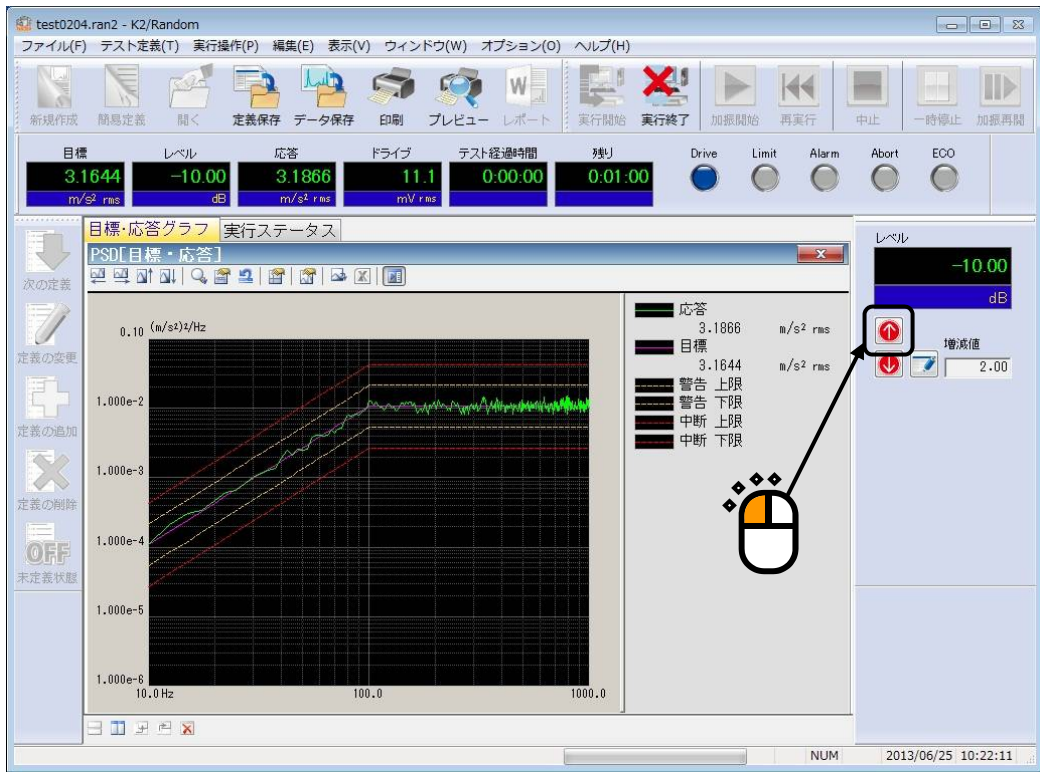 test0204.ran2 - K2/Random
ファイル(F) テスト定義(T) 実行操作(P) 編集(E) 表示(V) ウィンドウ(W) オプション(O) ヘルプ(H)
新規作成 簡易定義 開く 定義保存 データ保存 印刷 プレビュー レポート 実行開始 実行終了 加振開始 再実行 中止 一時停止 加振再開
目標 レベル 応答 ドライブ テスト経過時間 残り Drive Limit Alarm Abort ECO
3.1644 -10.00 3.1866 11.1 0:00:00 0:01:00
m/s² rms dB m/s² rms mV rms
目標・応答グラフ 実行ステータス
PSD[目標・応答]
次の定義
定義の変更
定義の追加
定義の削除
OFF
未定義状態
0.10 (m/s²)²/Hz
1.000e-2
1.000e-3
1.000e-4
1.000e-5
1.000e-6
10.0 Hz 100.0 1000.0
応答
3.1866 m/s² rms
目標
3.1644 m/s² rms
警告 上限
警告 下限
中断 上限
中断 下限
レベル
-10.00
dB
増減値
2.00
NUM 2013/06/25 10:22:11